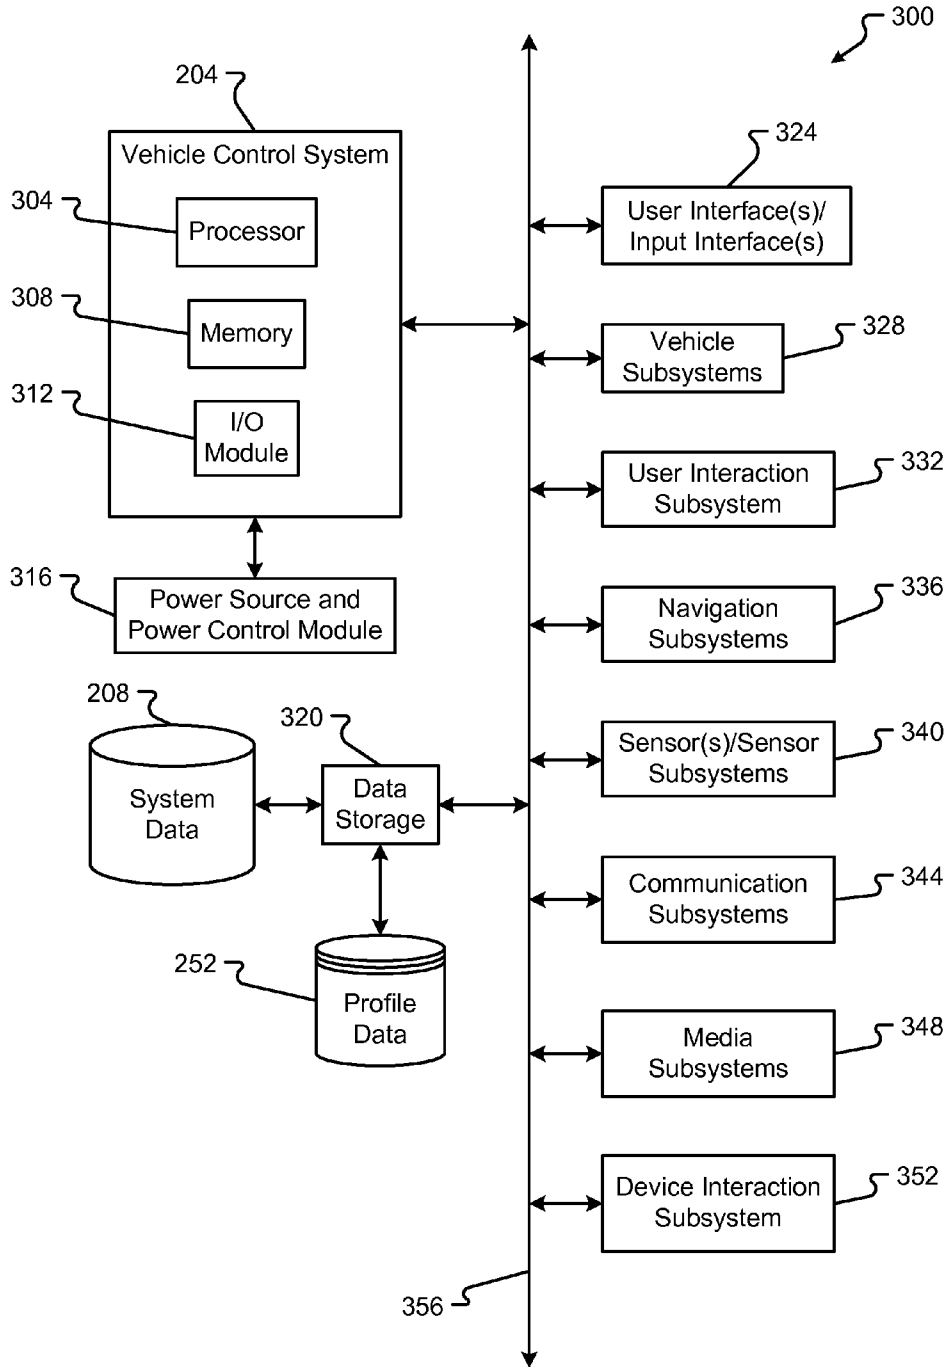 300
204
Vehicle Control System
304
Processor
308
Memory
312
I/O
Module
316
Power Source and
Power Control Module
208
System
Data
320
Data
Storage
252
Profile
Data
324
User Interface(s)/
Input Interface(s)
328
Vehicle
Subsystems
332
User Interaction
Subsystem
336
Navigation
Subsystems
340
Sensor(s)/Sensor
Subsystems
344
Communication
Subsystems
348
Media
Subsystems
352
Device Interaction
Subsystem
356